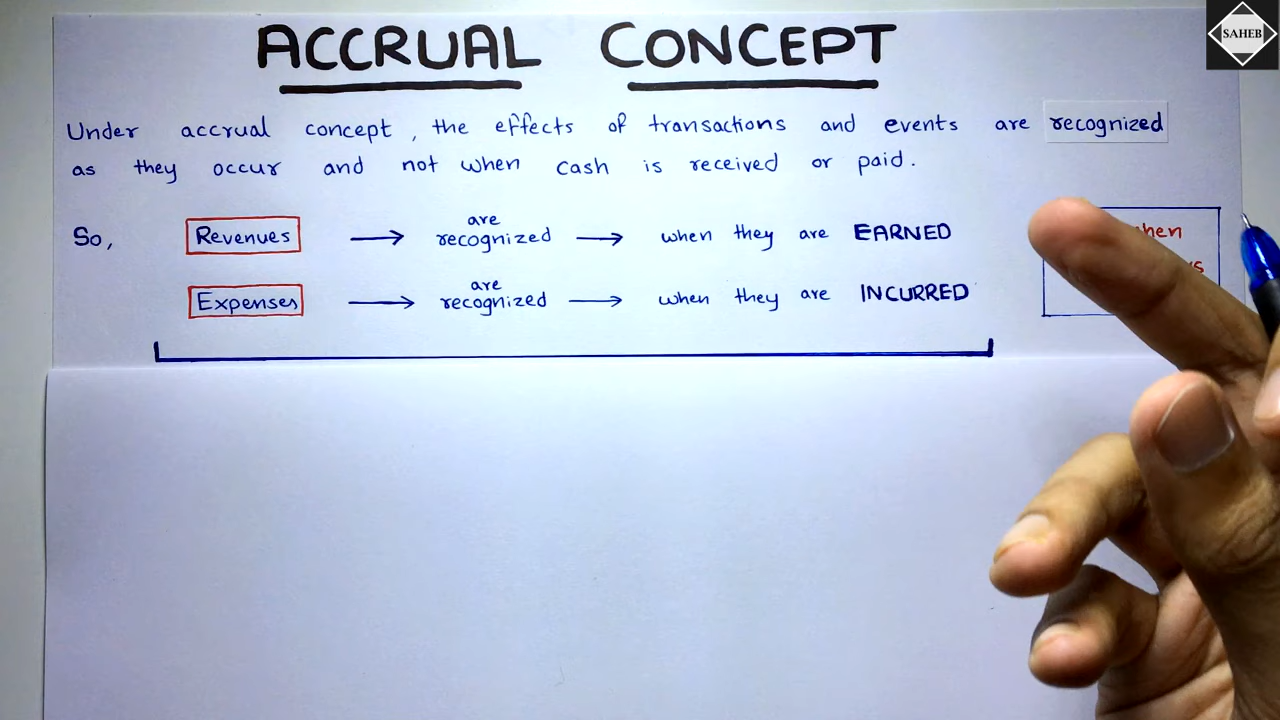 SAHEB
ACCRUAL CONCEPT
Under accrual concept, the effects of transactions and events are recognized
as they occur and not when cash is received or paid.
So, Revenues → are recognized → when they are EARNED
Expenses → are recognized → when they are INCURRED